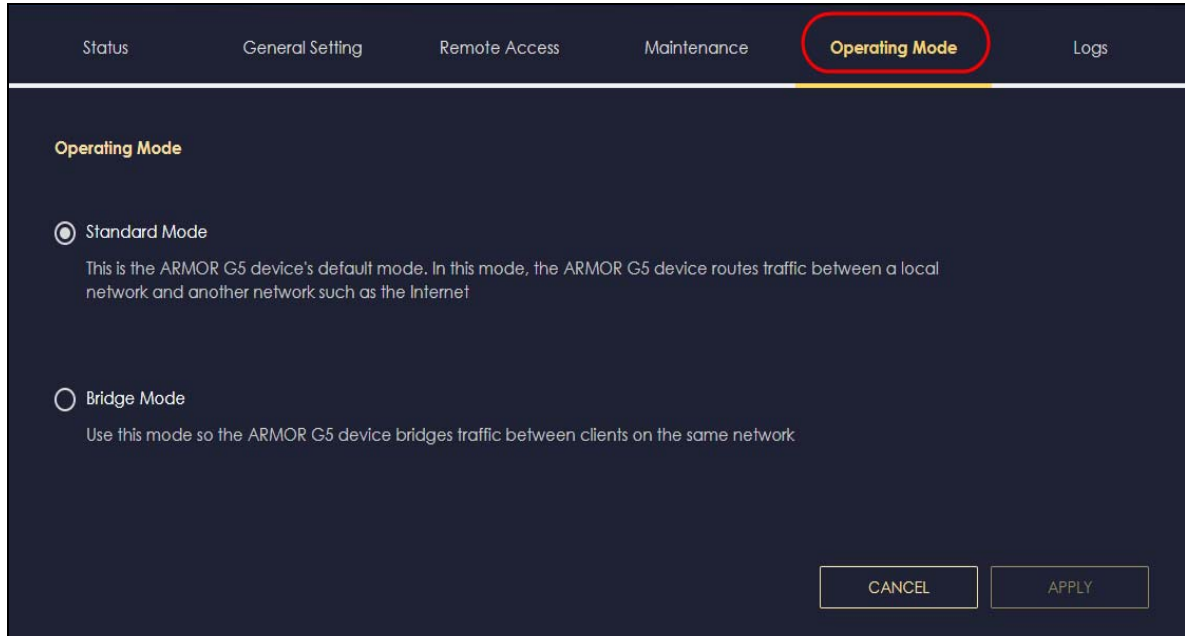 Status General Setting Remote Access Maintenance Operating Mode Logs
Operating Mode
Standard Mode
This is the ARMOR G5 device's default mode. In this mode, the ARMOR G5 device routes traffic between a local
network and another network such as the Internet
Bridge Mode
Use this mode so the ARMOR G5 device bridges traffic between clients on the same network
CANCEL APPLY